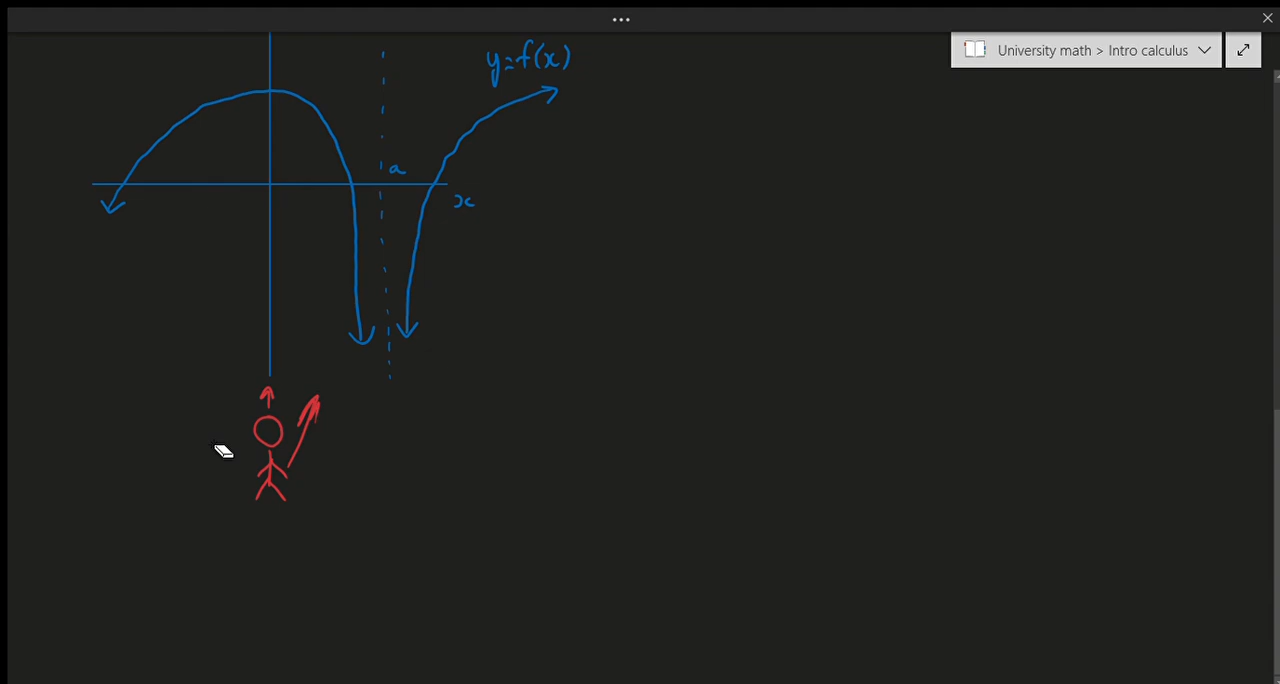 ...
University math > Intro calculus
y=f(x)
a
x